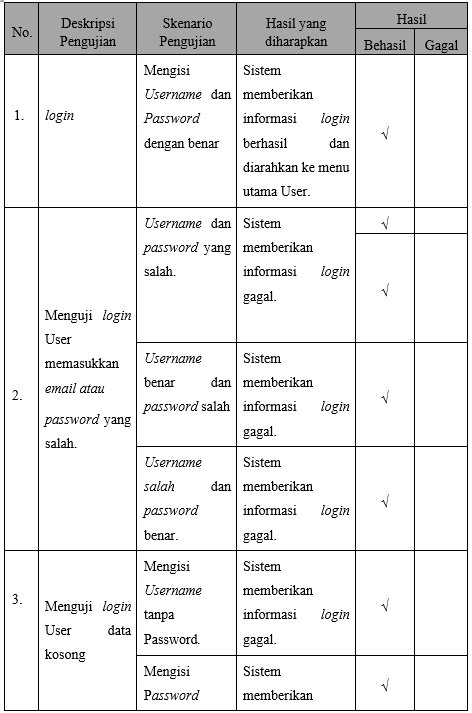 No.
Deskripsi
Pengujian
Skenario
Pengujian
Hasil yang
diharapkan
Hasil
Behasil
Gagal
1.
login
Mengisi
Username dan
Password
dengan benar
Sistem
memberikan
informasi login
berhasil dan
diarahkan ke menu
utama User.
√
2.
Menguji login
User
memasukkan
email atau
password yang
salah.
Username dan
password yang
salah.
Sistem
memberikan
informasi login
gagal.
√
√
Username
benar dan
password salah
Sistem
memberikan
informasi login
gagal.
√
Username
salah dan
password
benar.
Sistem
memberikan
informasi login
gagal.
√
3.
Menguji login
User data
kosong
Mengisi
Username
tanpa
Password.
Sistem
memberikan
informasi login
gagal.
√
Mengisi
Password
Sistem
memberikan
√